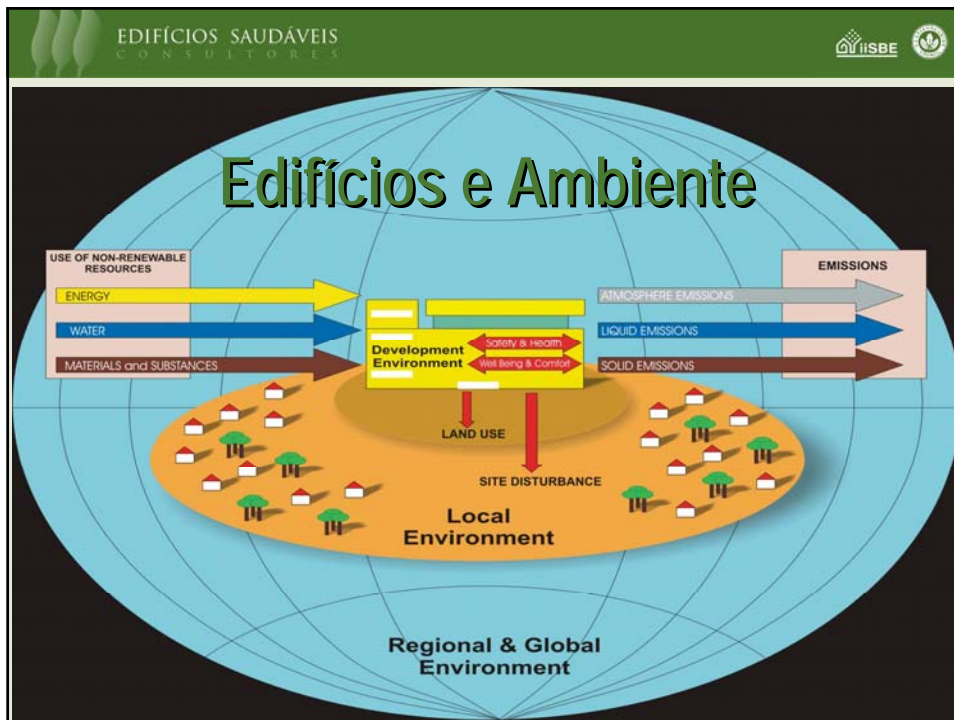 EDIFÍCIOS SAUDÁVEIS
CONSULTORES
iiSBE
Edifícios e Ambiente
USE OF NON-RENEWABLE
RESOURCES
ENERGY
WATER
MATERIALS and SUBSTANCES
Development
Environment
Safety & Health
Well Being & Comfort
EMISSIONS
ATMOSPHERE EMISSIONS
LIQUID EMISSIONS
SOLID EMISSIONS
LAND USE
SITE DISTURBANCE
Local
Environment
Regional & Global
Environment